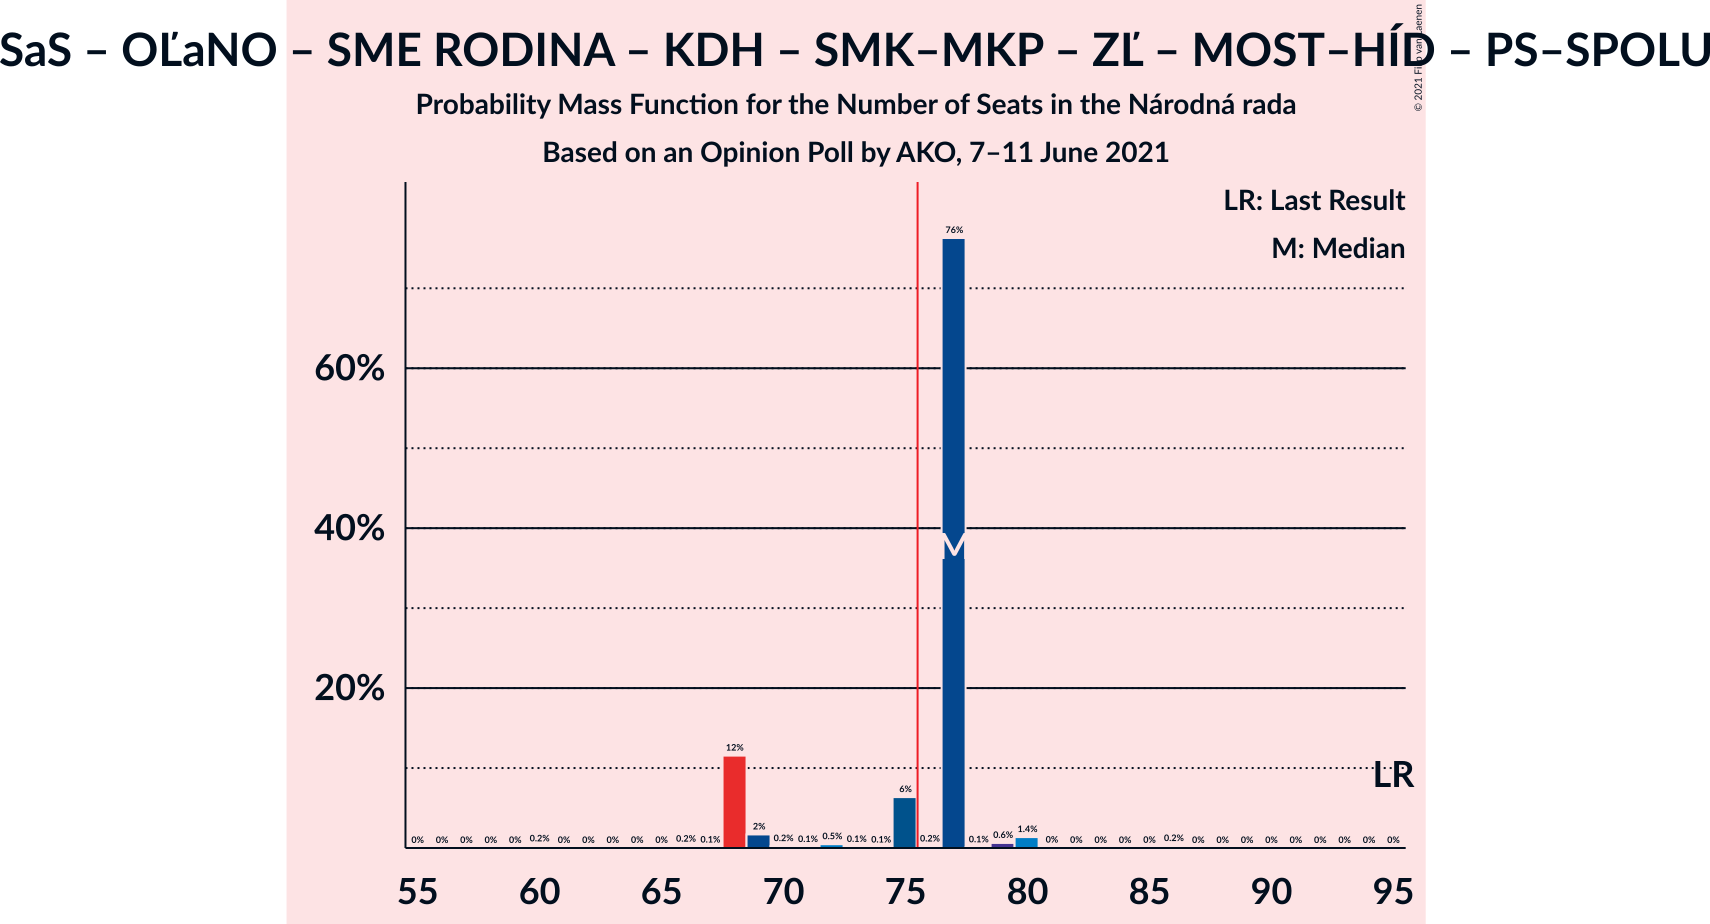 SaS – OĽaNO – SME RODINA – KDH – SMK–MKP – ZĽ – MOST–HÍD – PS–SPOLU
© 2021 Filip van Laenen
Probability Mass Function for the Number of Seats in the Národná rada
Based on an Opinion Poll by AKO, 7–11 June 2021
LR: Last Result
M: Median
76%
60%
40%
M
20%
12%
LR
6%
0% 0% 0% 0% 0% 0.2% 0% 0% 0% 0% 0% 0.2% 0.1% 2% 0.2% 0.1% 0.5% 0.1% 0.1% 0.2% 0.1% 0.6% 1.4% 0% 0% 0% 0% 0% 0.2% 0% 0% 0% 0% 0% 0% 0% 0% 0%
55 60 65 70 75 80 85 90 95